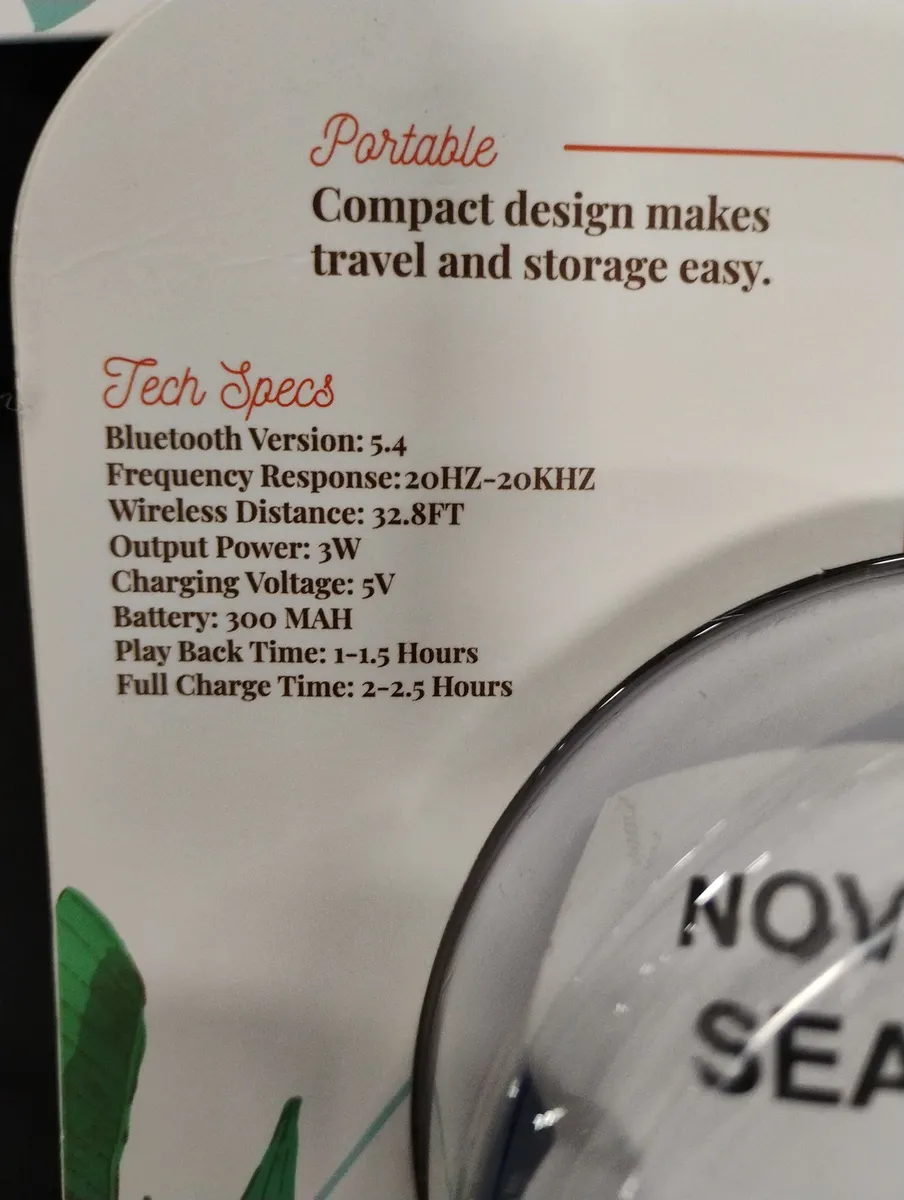 Portable
Compact design makes
travel and storage easy.
Tech Specs
Bluetooth Version: 5.4
Frequency Response:20HZ-20KHZ
Wireless Distance: 32.8FT
Output Power: 3W
Charging Voltage: 5V
Battery: 300 MAH
Play Back Time: 1-1.5 Hours
Full Charge Time: 2-2.5 Hours
NOV
SEA